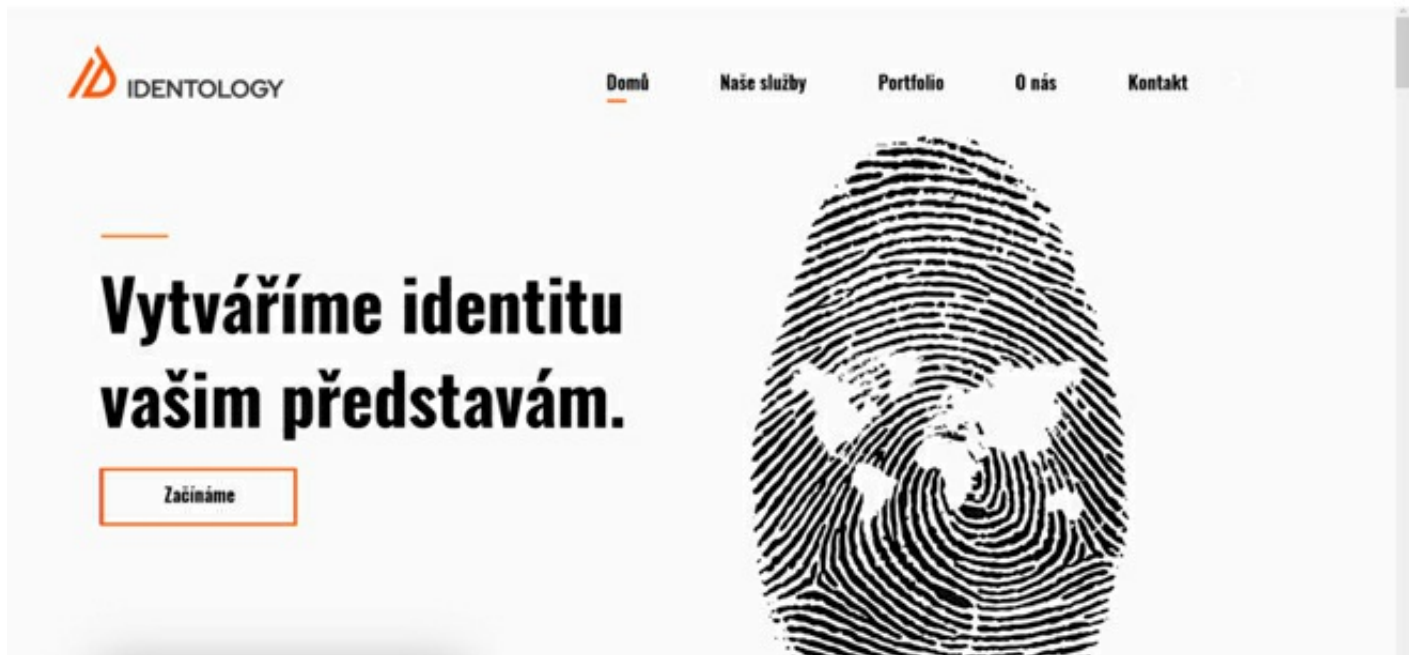 IDENTOLOGY
Domů Naše služby Portfolio O nás Kontakt
Vytváříme identitu
vašim představám.
Začínáme